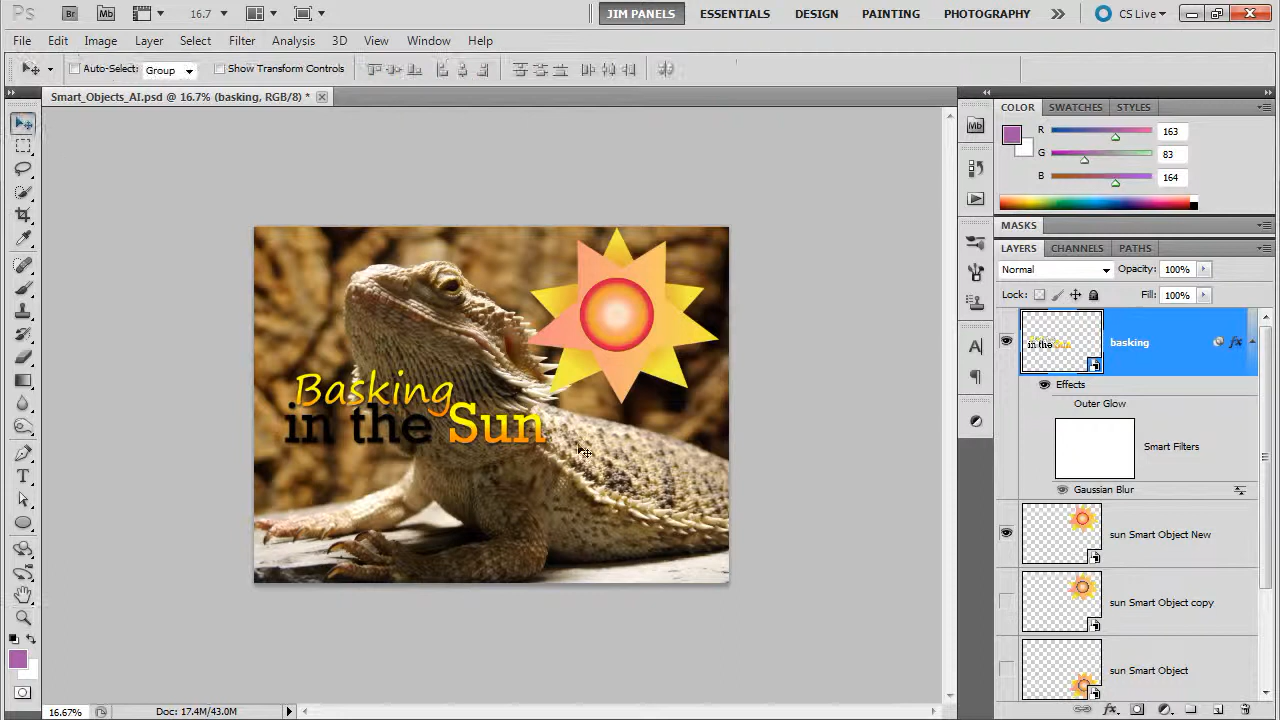 Ps Br Mb 16.7 JIM PANELS ESSENTIALS DESIGN PAINTING PHOTOGRAPHY CS Live
File Edit Image Layer Select Filter Analysis 3D View Window Help
Auto-Select: Group Show Transform Controls
Smart_Objects_AI.psd @ 16.7% (basking, RGB/8) *
COLOR SWATCHES STYLES
Mb
R 163
G 83
B 164
MASKS
LAYERS CHANNELS PATHS
Normal Opacity: 100%
Lock: Fill: 100%
in the Sun
basking fx
Effects
Outer Glow
Smart Filters
Gaussian Blur
sun Smart Object New
sun Smart Object copy
sun Smart Object
Basking
in the Sun
16.67% Doc: 17.4M/43.0M